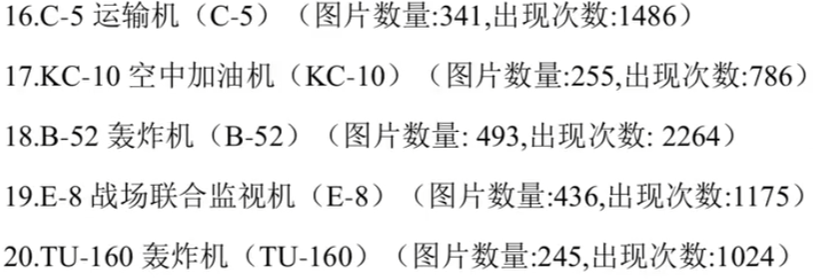 16.C-5 运输机（C-5）（图片数量:341,出现次数:1486）
17.KC-10 空中加油机（KC-10）（图片数量:255,出现次数:786）
18.B-52 轰炸机（B-52）（图片数量: 493,出现次数: 2264）
19.E-8 战场联合监视机（E-8）（图片数量:436,出现次数:1175）
20.TU-160 轰炸机（TU-160）（图片数量:245,出现次数:1024）